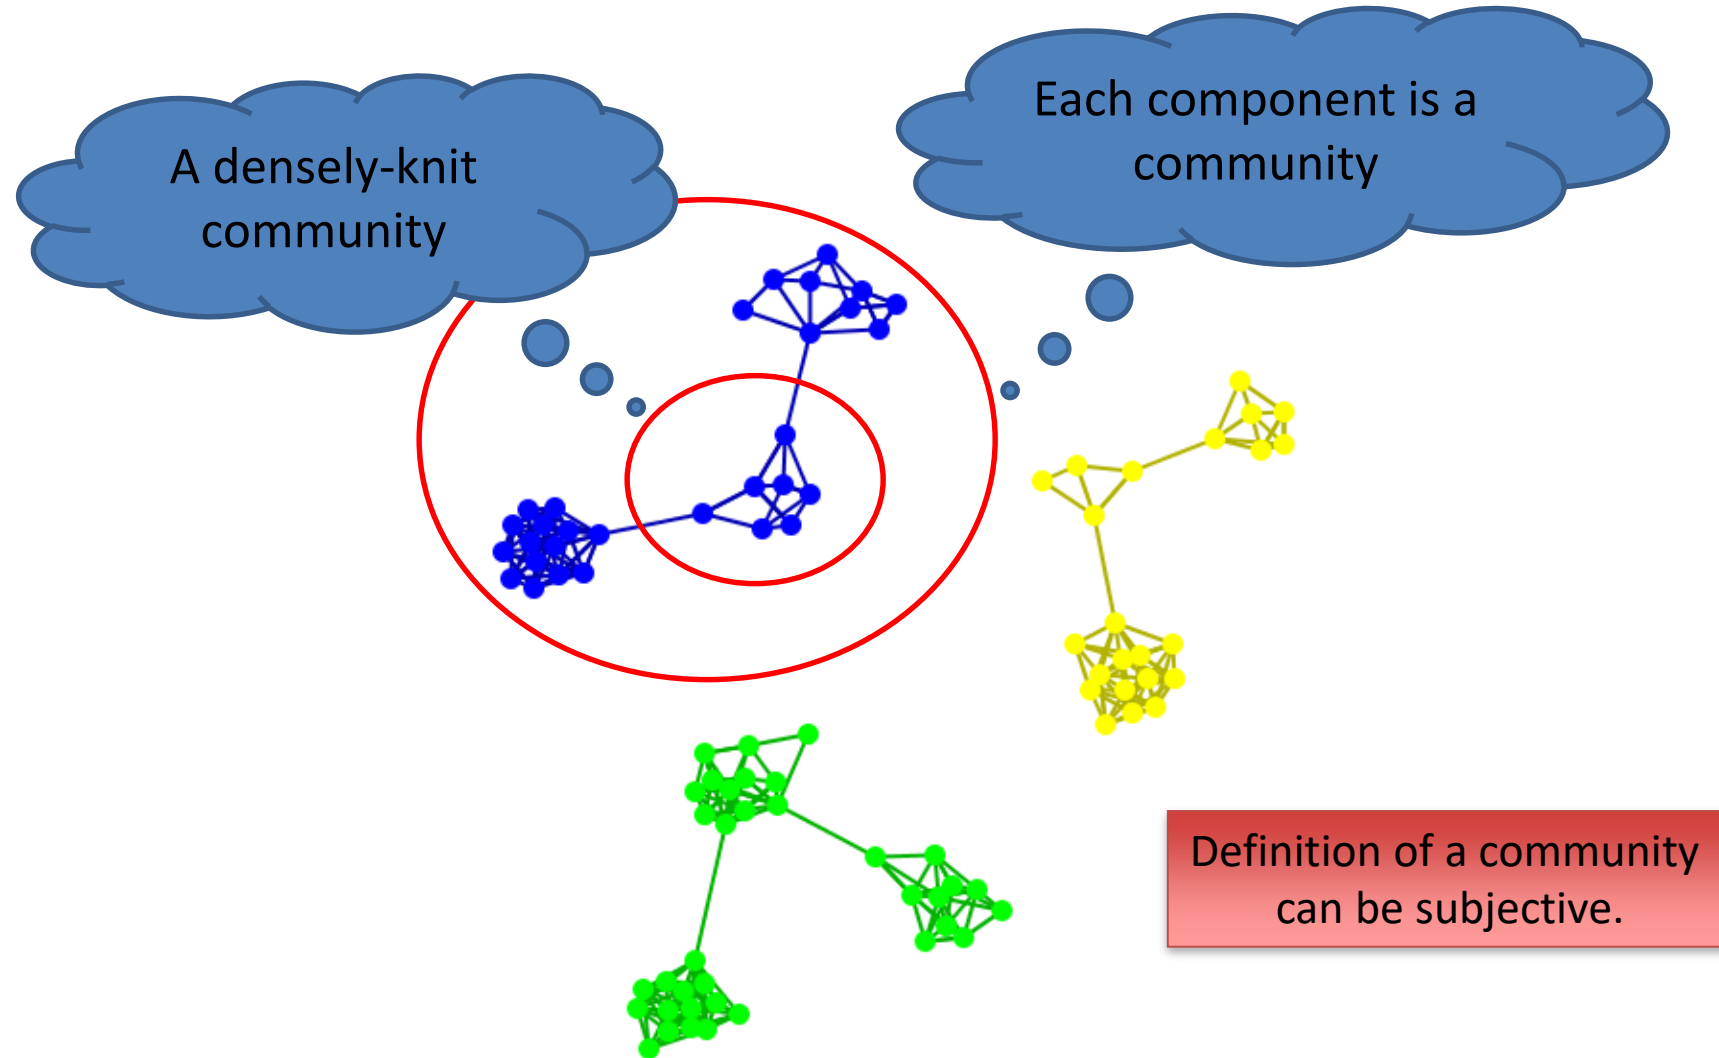 A densely-knit
community
Each component is a
community
Definition of a community
can be subjective.